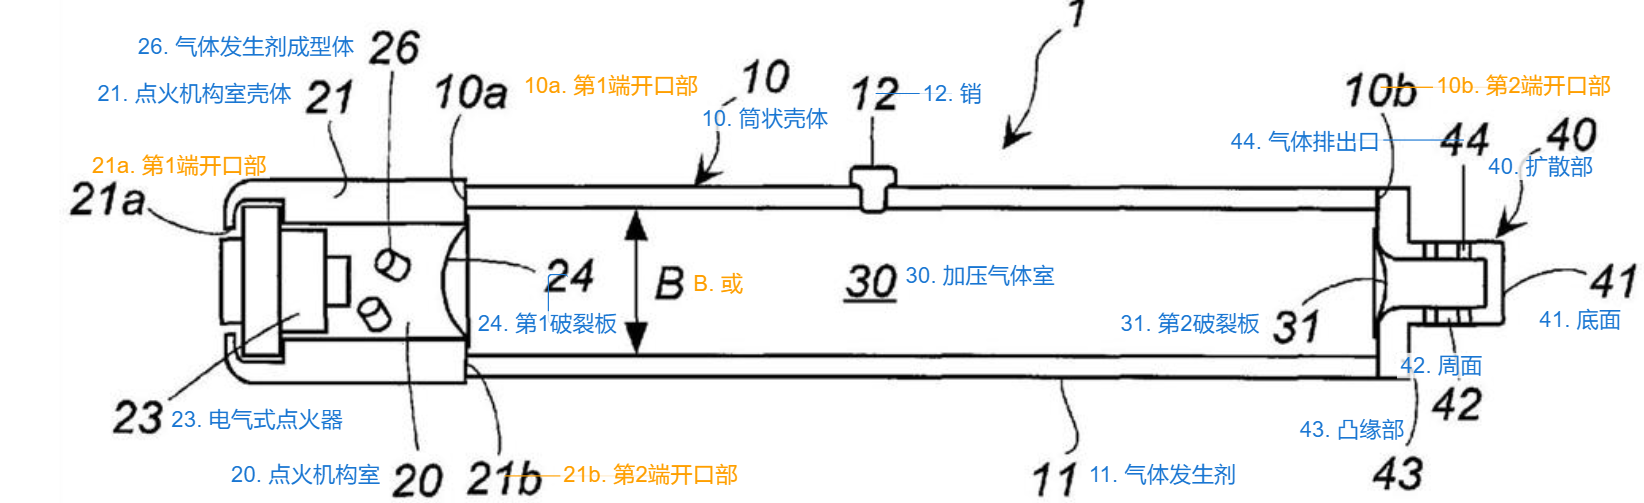 1
26. 气体发生剂成型体 26
10
21. 点火机构室壳体 21
10a 10a. 第1端开口部
12 12. 销
10b 10b. 第2端开口部
10. 筒状壳体
44. 气体排出口 44
40
40. 扩散部
21a. 第1端开口部
21a
24
B B. 或
30 30. 加压气体室
41
24. 第1破裂板
31. 第2破裂板 31
41. 底面
42. 周面
23 23. 电气式点火器
42
43. 凸缘部
20. 点火机构室 20
21b 21b. 第2端开口部
11 11. 气体发生剂
43